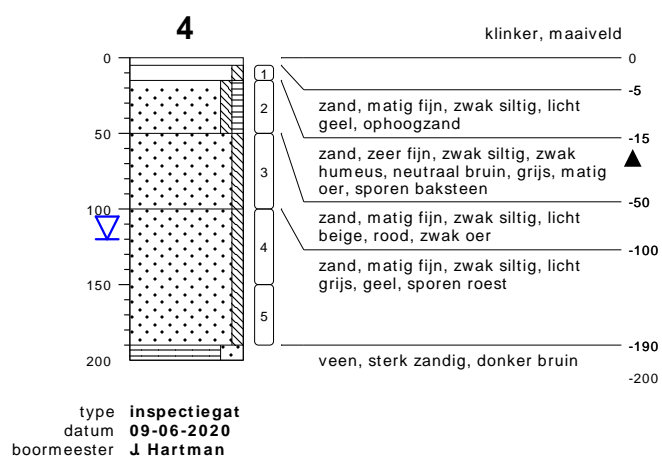 4
klinker, maaiveld
0
0
-5
1
zand, matig fijn, zwak siltig, licht
geel, ophoogzand
2
-15
50
zand, zeer fijn, zwak siltig, zwak
humeus, neutraal bruin, grijs, matig
oer, sporen baksteen
3
-50
100
zand, matig fijn, zwak siltig, licht
beige, rood, zwak oer
4
-100
zand, matig fijn, zwak siltig, licht
grijs, geel, sporen roest
150
5
-190
200
veen, sterk zandig, donker bruin
-200
type inspectiegat
datum 09-06-2020
boormeester J. Hartman